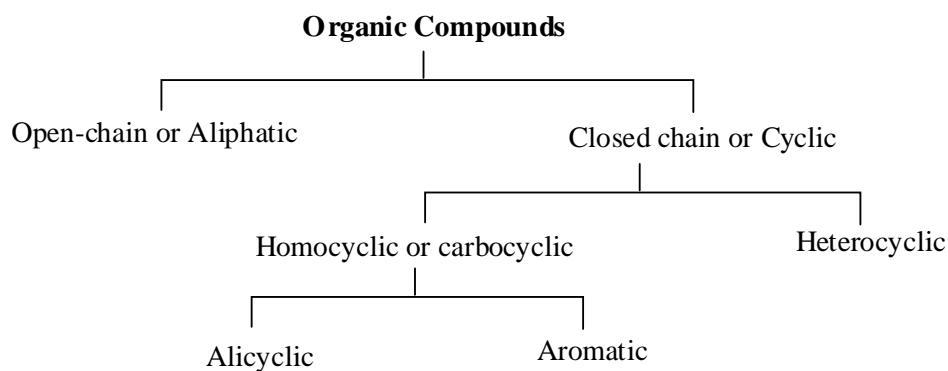 Organic Compounds
Open-chain or Aliphatic
Closed chain or Cyclic
Homocyclic or carbocyclic
Heterocyclic
Alicyclic
Aromatic